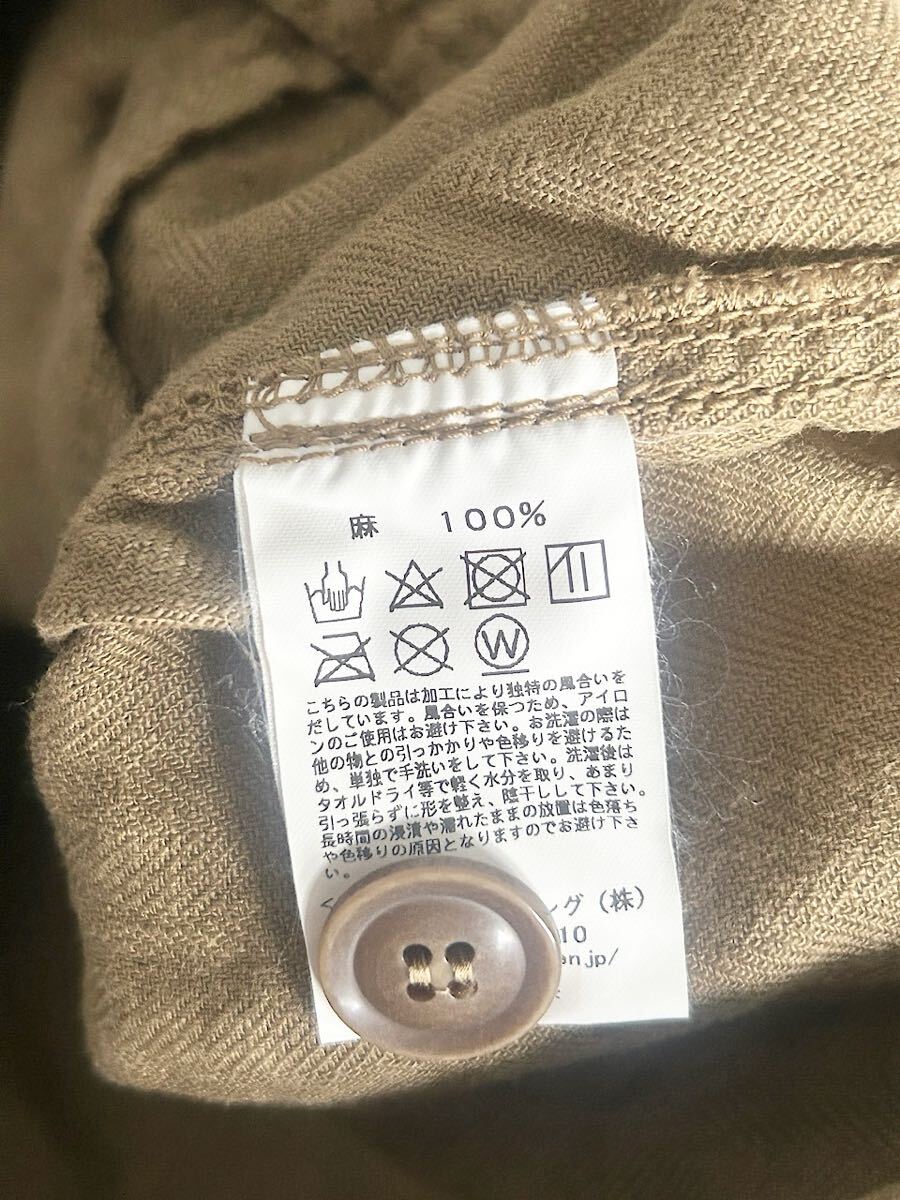 麻 100%
W
こちらの製品は加工により独特の風合いを
だしています。風合いを保つため、アイロ
ンのご使用はお避け下さい。お洗濯の際は
他の物との引っかかりや色移りを避けるた
め、単独で手洗いをして下さい。洗濯後は
タオルドライ等で軽く水分を取り、あまり
引っ張らずに形を整え、陰干しして下さい。
長時間の浸漬や濡れたままの放置は色落ち
や色移りの原因となりますのでお避け下さ
い。
ング(株)
10
en.jp/